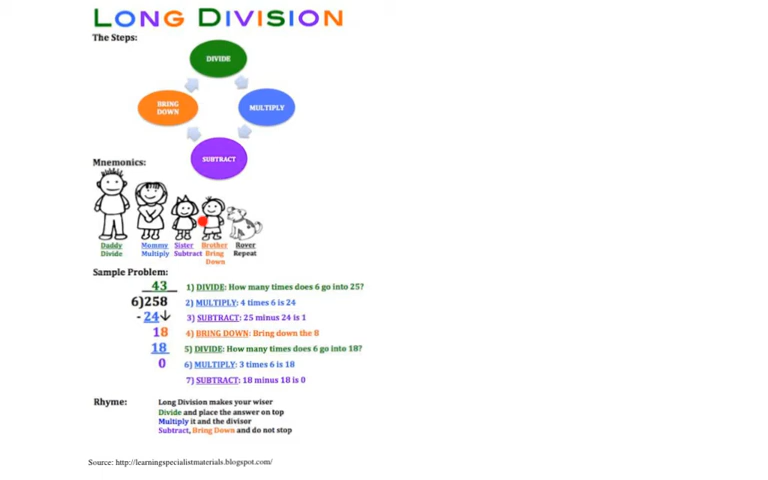 LONG DIVISION
The Steps:
DIVIDE
BRING
DOWN
MULTIPLY
SUBTRACT
Mnemonics:
Daddy Mommy Sister Brother Rover
Divide Multiply Subtract Bring Repeat
Down
Sample Problem:
43 1) DIVIDE: How many times does 6 go into 25?
6)258 2) MULTIPLY: 4 times 6 is 24
- 24↓ 3) SUBTRACT: 25 minus 24 is 1
18 4) BRING DOWN: Bring down the 8
18 5) DIVIDE: How many times does 6 go into 18?
0 6) MULTIPLY: 3 times 6 is 18
7) SUBTRACT: 18 minus 18 is 0
Rhyme: Long Division makes your wiser
Divide and place the answer on top
Multiply it and the divisor
Subtract, Bring Down and do not stop
Source: http://learningspecialistmaterials.blogspot.com/